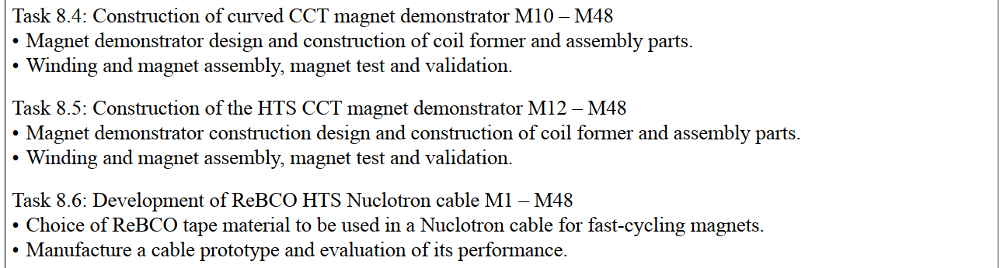 Task 8.4: Construction of curved CCT magnet demonstrator M10 – M48
• Magnet demonstrator design and construction of coil former and assembly parts.
• Winding and magnet assembly, magnet test and validation.
Task 8.5: Construction of the HTS CCT magnet demonstrator M12 – M48
• Magnet demonstrator construction design and construction of coil former and assembly parts.
• Winding and magnet assembly, magnet test and validation.
Task 8.6: Development of ReBCO HTS Nuclotron cable M1 – M48
• Choice of ReBCO tape material to be used in a Nuclotron cable for fast-cycling magnets.
• Manufacture a cable prototype and evaluation of its performance.